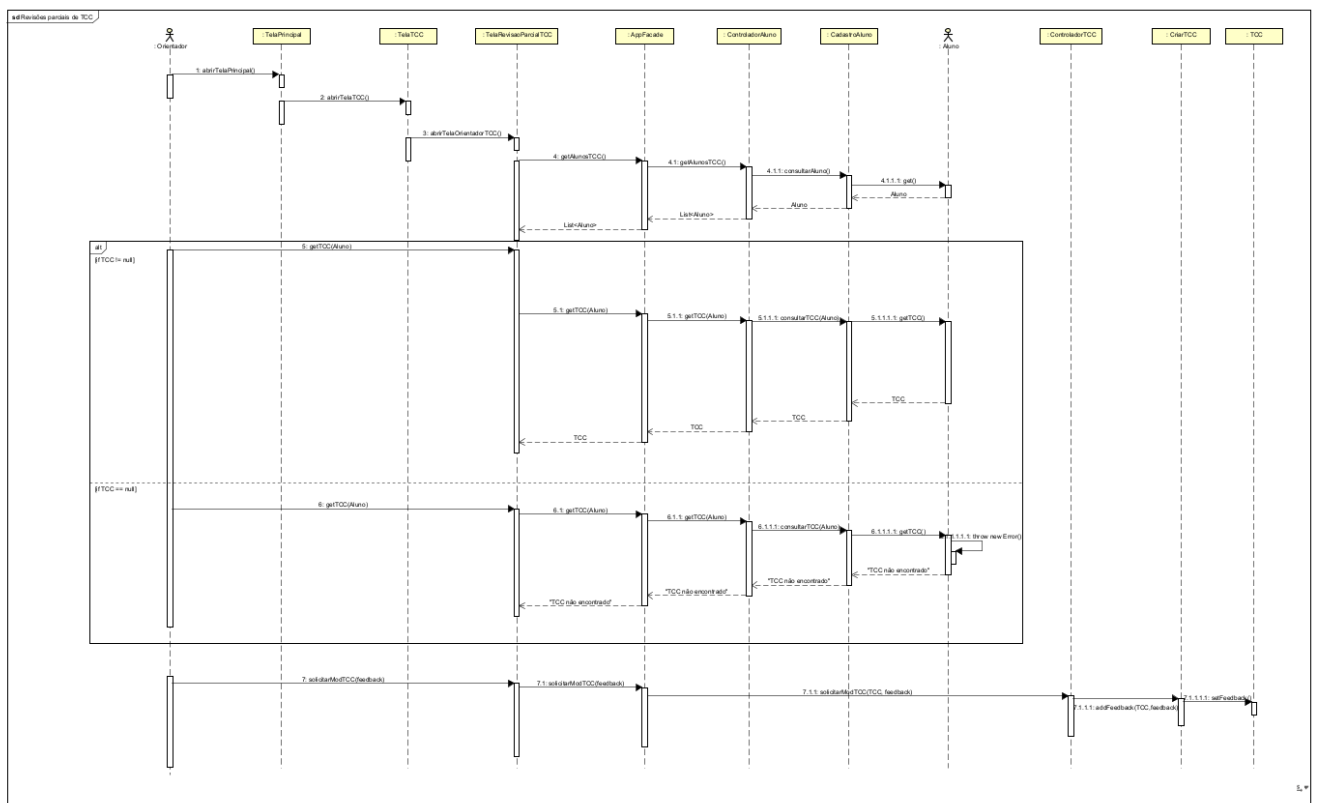 sd Revisões parciais de TCC
: Orientador
: TelaPrincipal
: TelaTCC
: TelaRevisaoParcialTCC
: AppFacade
: ControladorAluno
: CadastroAluno
: Aluno
: ControladorTCC
: CriarTCC
: TCC
1: abrirTelaPrincipal()
2: abrirTelaTCC()
3: abrirTelaOrientadorTCC()
4: getAlunosTCC()
4.1: getAlunosTCC()
4.1.1: consultarAluno()
4.1.1.1: get()
Aluno
Aluno
List<Aluno>
List<Aluno>
alt
[if TCC != null]
5: getTCC(Aluno)
5.1: getTCC(Aluno)
5.1.1: getTCC(Aluno)
5.1.1.1: consultarTCC(Aluno)
5.1.1.1.1: getTCC()
TCC
TCC
TCC
TCC
[if TCC == null]
6: getTCC(Aluno)
6.1: getTCC(Aluno)
6.1.1: getTCC(Aluno)
6.1.1.1: consultarTCC(Aluno)
6.1.1.1.1: getTCC()
.1.1.1.1: throw new Error()
"TCC não encontrado"
"TCC não encontrado"
"TCC não encontrado"
"TCC não encontrado"
7: solicitarModTCC(feedback)
7.1: solicitarModTCC(feedback)
7.1.1: solicitarModTCC(TCC, feedback)
7.1.1.1: addFeedback(TCC,feedback)
7.1.1.1.1: setFeedback()